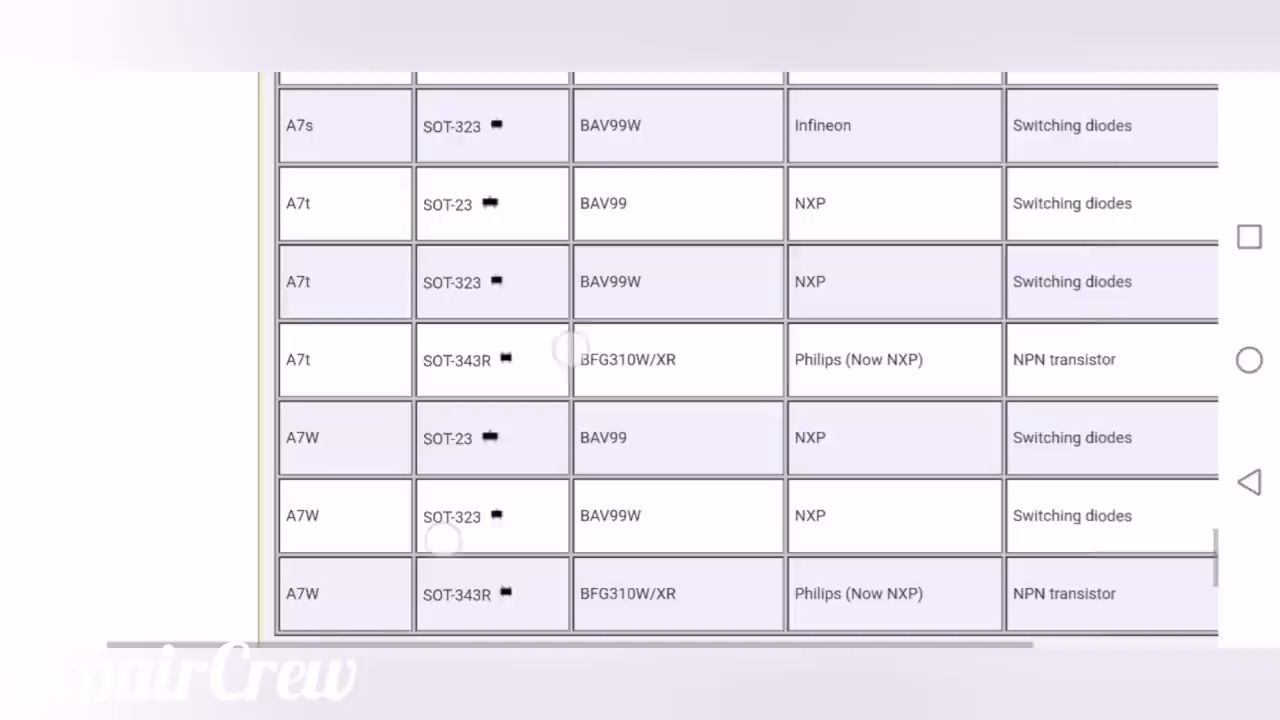 A7s SOT-323 BAV99W Infineon Switching diodes
A7t SOT-23 BAV99 NXP Switching diodes
A7t SOT-323 BAV99W NXP Switching diodes
A7t SOT-343R BFG310W/XR Philips (Now NXP) NPN transistor
A7W SOT-23 BAV99 NXP Switching diodes
A7W SOT-323 BAV99W NXP Switching diodes
A7W SOT-343R BFG310W/XR Philips (Now NXP) NPN transistor